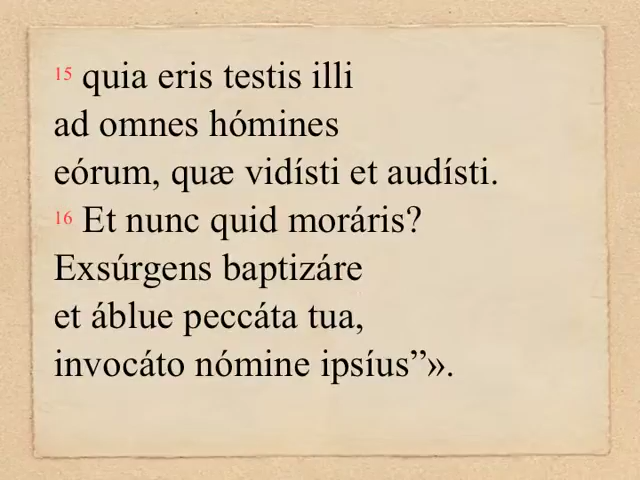 15 quia eris testis illi
ad omnes hómines
eórum, quæ vidísti et audísti.
16 Et nunc quid moráris?
Exsúrgens baptizáre
et áblue peccáta tua,
invocáto nómine ipsíus”».